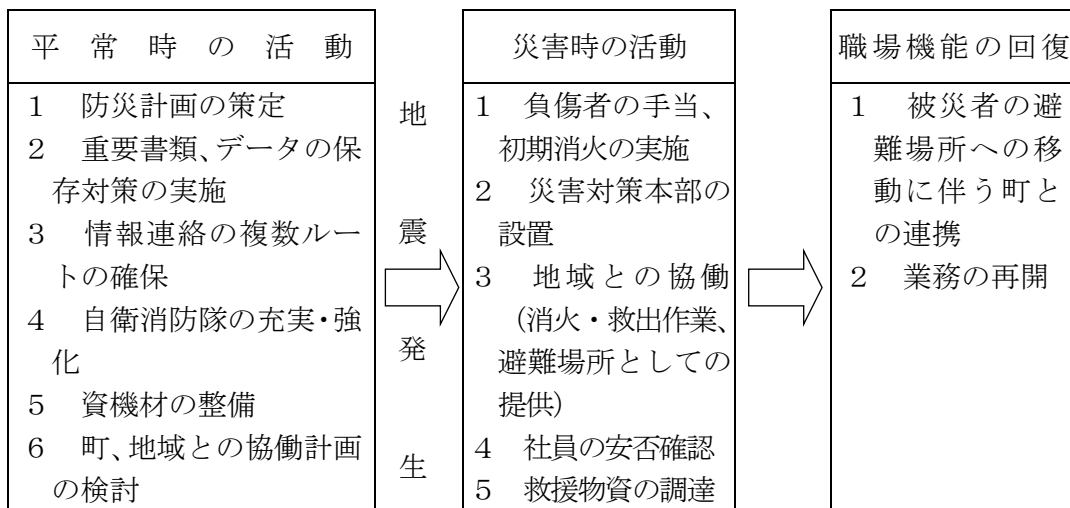 平常時の活動
1 防災計画の策定
2 重要書類、データの保
存対策の実施
3 情報連絡の複数ルー
トの確保
4 自衛消防隊の充実・強
化
5 資機材の整備
6 町、地域との協働計画
の検討
地
震
発
生
災害時の活動
1 負傷者の手当、
初期消火の実施
2 災害対策本部の
設置
3 地域との協働
(消火・救出作業、
避難場所としての
提供)
4 社員の安否確認
5 救援物資の調達
職場機能の回復
1 被災者の避
難場所への移
動に伴う町と
の連携
2 業務の再開